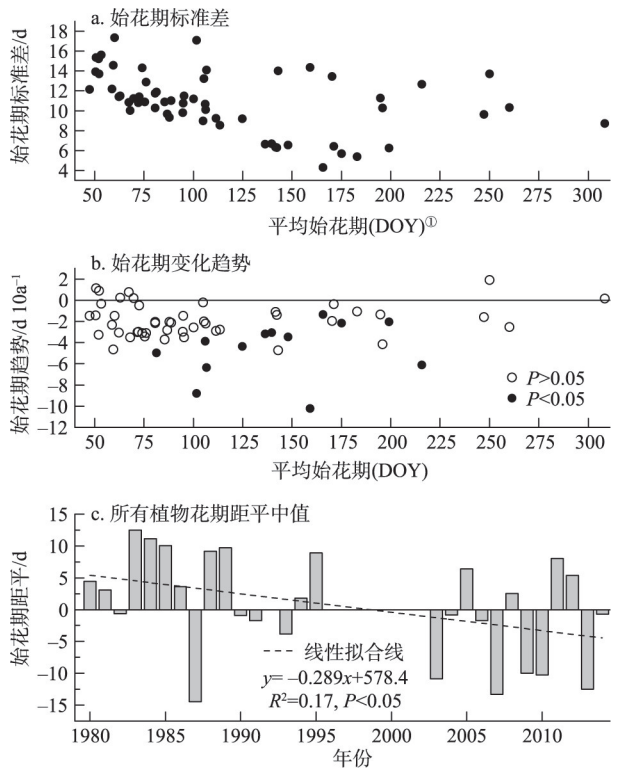 a. 始花期标准差
始花期标准差/d
18
16
14
12
10
8
6
4
50 75 100 125 150 175 200 225 250 275 300
平均始花期(DOY)①
b. 始花期变化趋势
始花期趋势/d 10a⁻¹
2
0
−2
−4
−6
−8
−10
−12
P>0.05
P<0.05
50 75 100 125 150 175 200 225 250 275 300
平均始花期(DOY)
c. 所有植物花期距平中值
始花期距平/d
15
10
5
0
−5
−10
−15
线性拟合线
y= −0.289x+578.4
R²=0.17, P<0.05
1980 1985 1990 1995 2000 2005 2010
年份